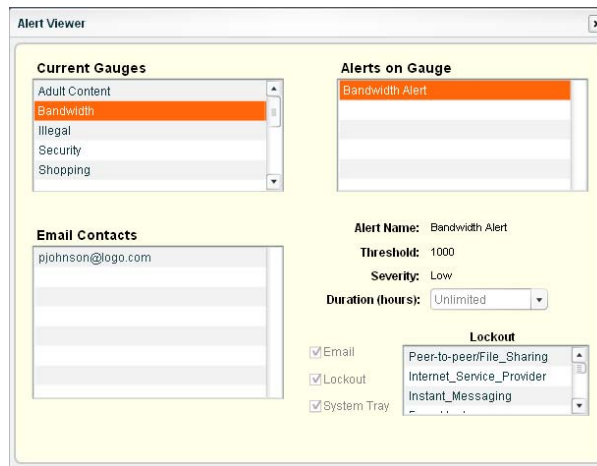 Alert Viewer
Current Gauges
Adult Content
Bandwidth
Illegal
Security
Shopping
Alerts on Gauge
Bandwidth Alert
Email Contacts
pjohnson@logo.com
Alert Name: Bandwidth Alert
Threshold: 1000
Severity: Low
Duration (hours): Unlimited
Email
Lockout
System Tray
Lockout
Peer-to-peer/File_Sharing
Internet_Service_Provider
Instant_Messaging